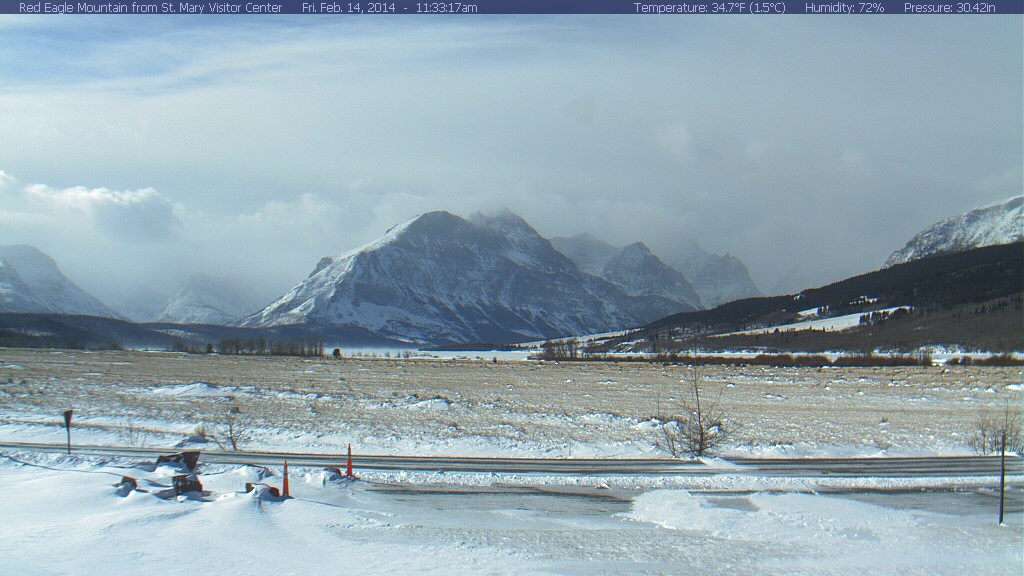 Red Eagle Mountain from St. Mary Visitor Center Fri. Feb. 14, 2014 - 11:33:17am Temperature: 34.7°F (1.5°C) Humidity: 72% Pressure: 30.42in